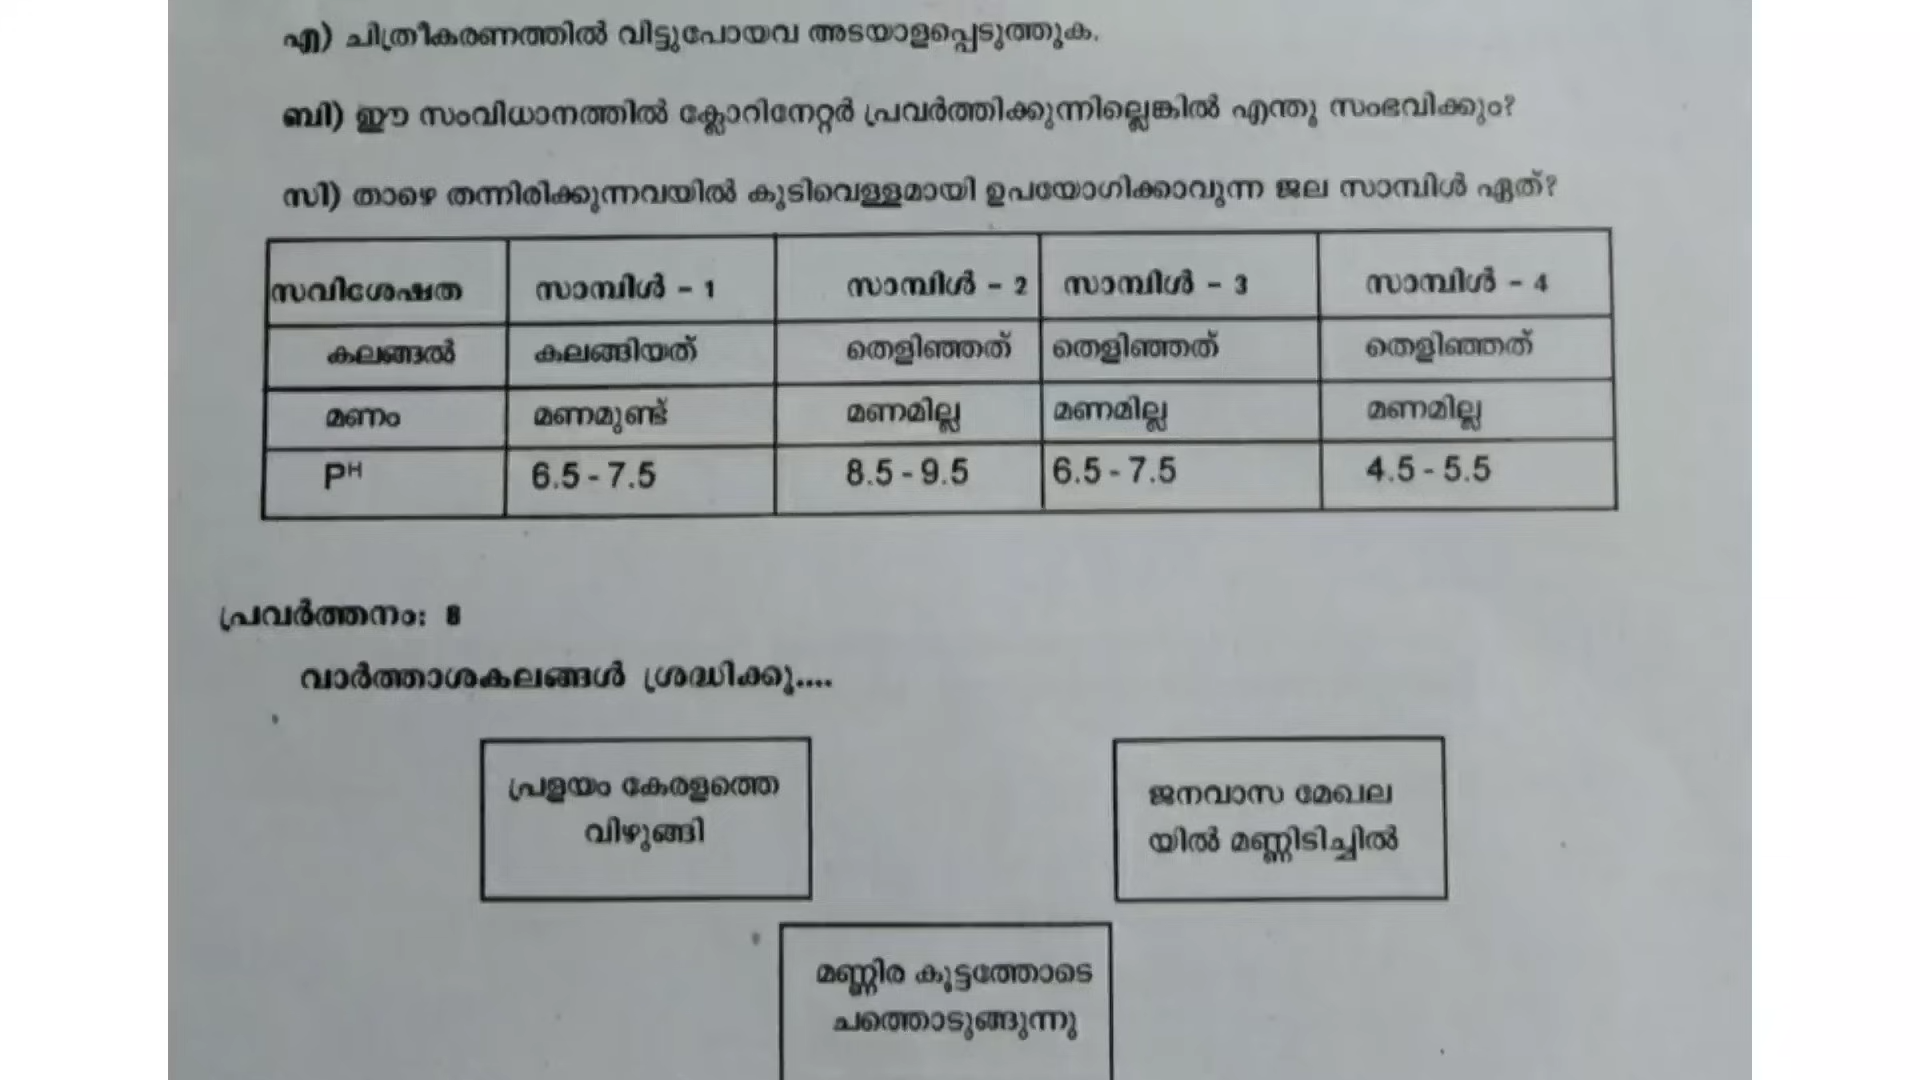 എ) ചിത്രീകരണത്തിൽ വിട്ടുപോയവ അടയാളപ്പെടുത്തുക.
ബി) ഈ സംവിധാനത്തിൽ ക്ലോറിനേറ്റർ പ്രവർത്തിക്കുന്നില്ലെങ്കിൽ എന്തു സംഭവിക്കും?
സി) താഴെ തന്നിരിക്കുന്നവയിൽ കുടിവെള്ളമായി ഉപയോഗിക്കാവുന്ന ജല സാമ്പിൾ ഏത്?
സവിശേഷത സാമ്പിൾ - 1 സാമ്പിൾ - 2 സാമ്പിൾ - 3 സാമ്പിൾ - 4
കലങ്ങൽ കലങ്ങിയത് തെളിഞ്ഞത് തെളിഞ്ഞത് തെളിഞ്ഞത്
മണം മണമുണ്ട് മണമില്ല മണമില്ല മണമില്ല
Pᴴ 6.5 - 7.5 8.5 - 9.5 6.5 - 7.5 4.5 - 5.5
പ്രവർത്തനം: 8
വാർത്താശകലങ്ങൾ ശ്രദ്ധിക്കൂ....
പ്രളയം കേരളത്തെ
വിഴുങ്ങി
ജനവാസ മേഖല
യിൽ മണ്ണിടിച്ചിൽ
മണ്ണിര കൂട്ടത്തോടെ
ചത്തൊടുങ്ങുന്നു